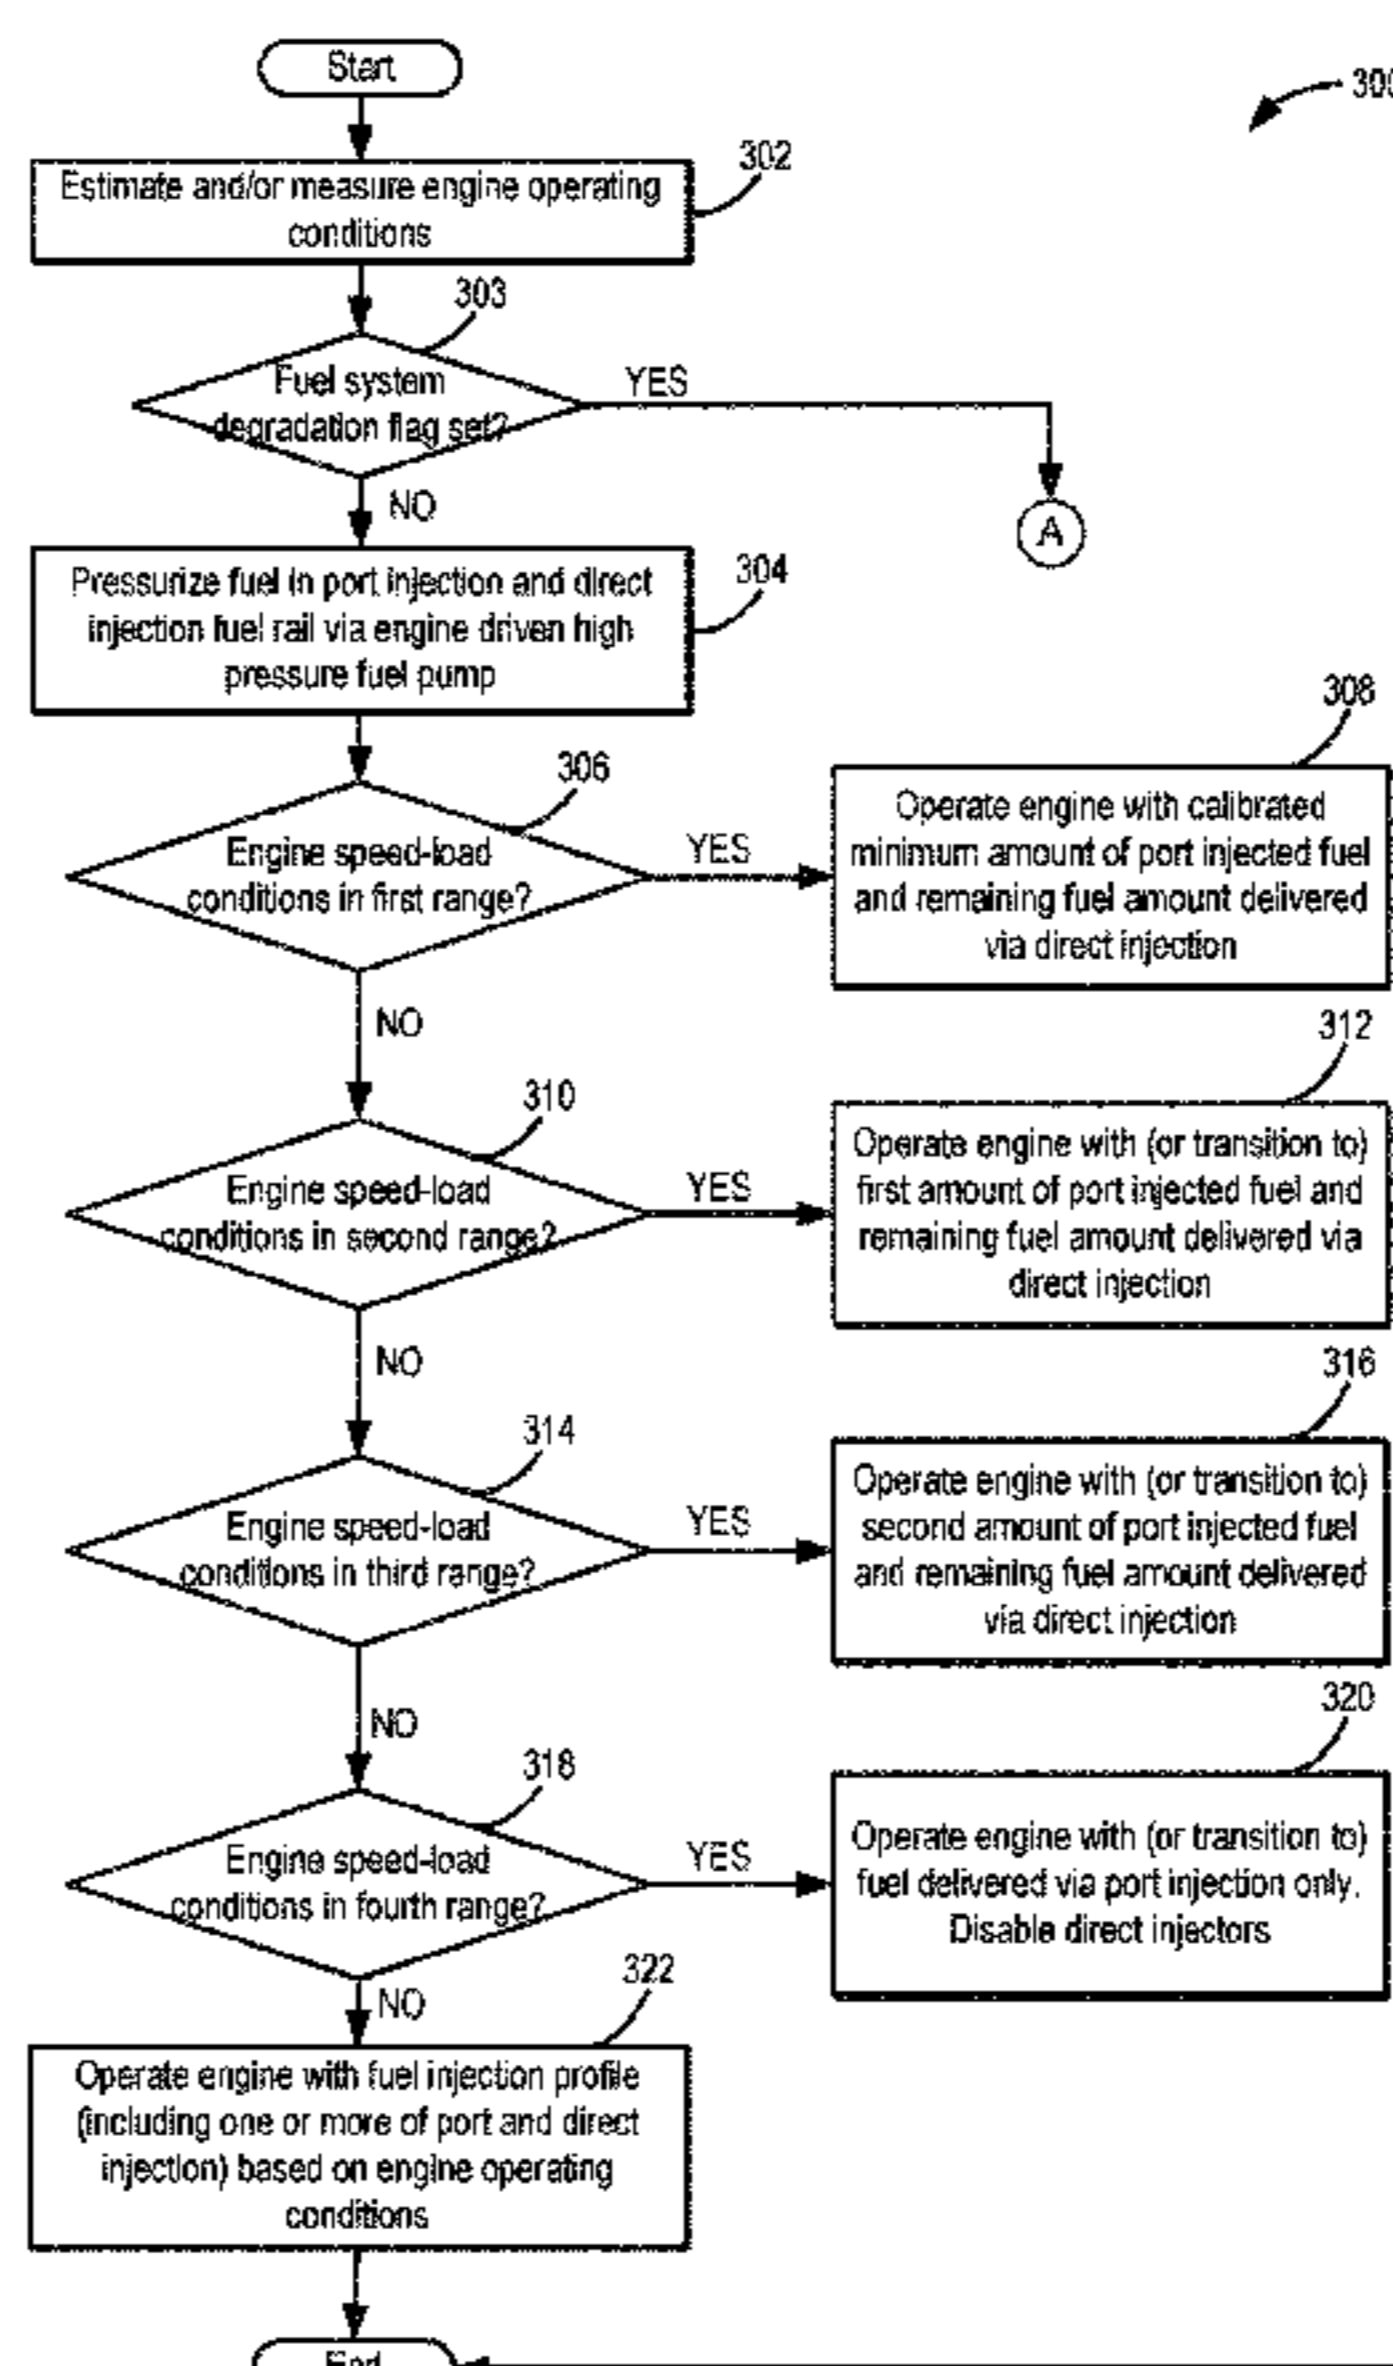 Start
300
302
Estimate and/or measure engine operating
conditions
303
Fuel system
degradation flag set?
YES
NO
A
304
Pressurize fuel in port injection and direct
injection fuel rail via engine driven high
pressure fuel pump
306
Engine speed-load
conditions in first range?
YES
308
Operate engine with calibrated
minimum amount of port injected fuel
and remaining fuel amount delivered
via direct injection
NO
310
Engine speed-load
conditions in second range?
YES
312
Operate engine with (or transition to)
first amount of port injected fuel and
remaining fuel amount delivered via
direct injection
NO
314
Engine speed-load
conditions in third range?
YES
316
Operate engine with (or transition to)
second amount of port injected fuel
and remaining fuel amount delivered
via direct injection
NO
318
Engine speed-load
conditions in fourth range?
YES
320
Operate engine with (or transition to)
fuel delivered via port injection only.
Disable direct injectors
NO
322
Operate engine with fuel injection profile
(including one or more of port and direct
injection) based on engine operating
conditions
End